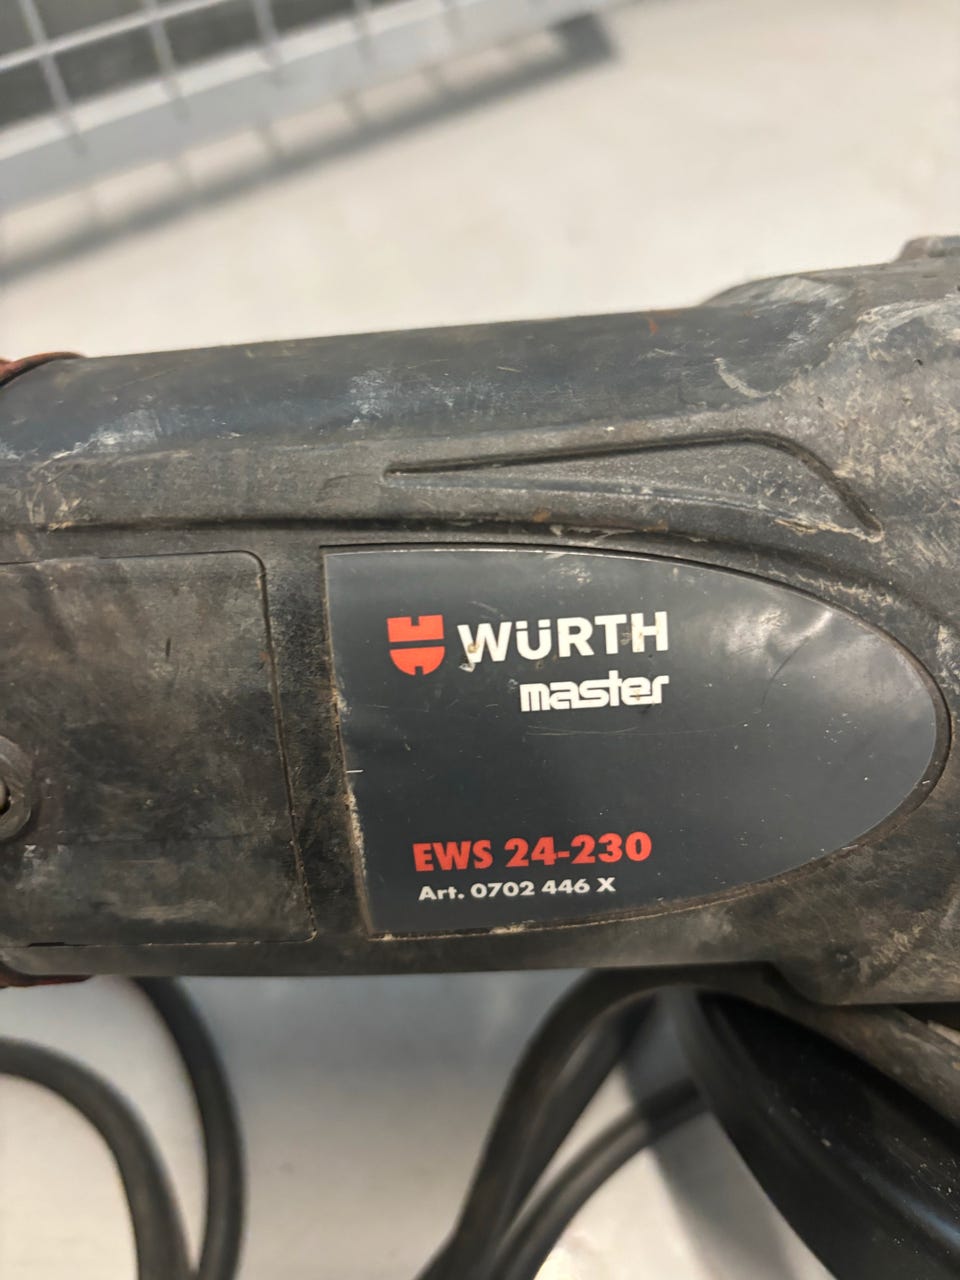 WÜRTH
master
EWS 24-230
Art. 0702 446 X